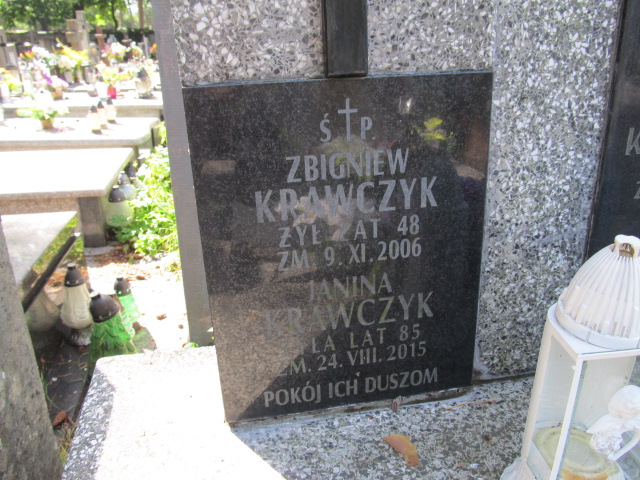 Ś † P
ZBIGNIEW
KRAWCZYK
ŻYŁ LAT 48
ZM. 9. XI. 2006
JANINA
KRAWCZYK
ŻYŁA LAT 85
ZM. 24. VIII. 2015
POKÓJ ICH DUSZOM